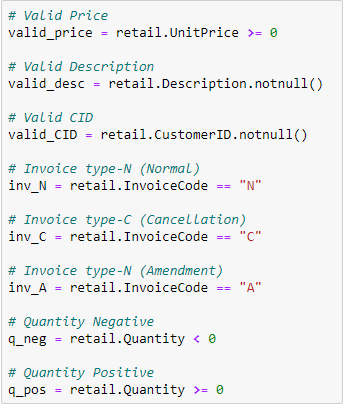 # Valid Price
valid_price = retail.UnitPrice >= 0
# Valid Description
valid_desc = retail.Description.notnull()
# Valid CID
valid_CID = retail.CustomerID.notnull()
# Invoice type-N (Normal)
inv_N = retail.InvoiceCode == "N"
# Invoice type-C (Cancellation)
inv_C = retail.InvoiceCode == "C"
# Invoice type-N (Amendment)
inv_A = retail.InvoiceCode == "A"
# Quantity Negative
q_neg = retail.Quantity < 0
# Quantity Positive
q_pos = retail.Quantity >= 0